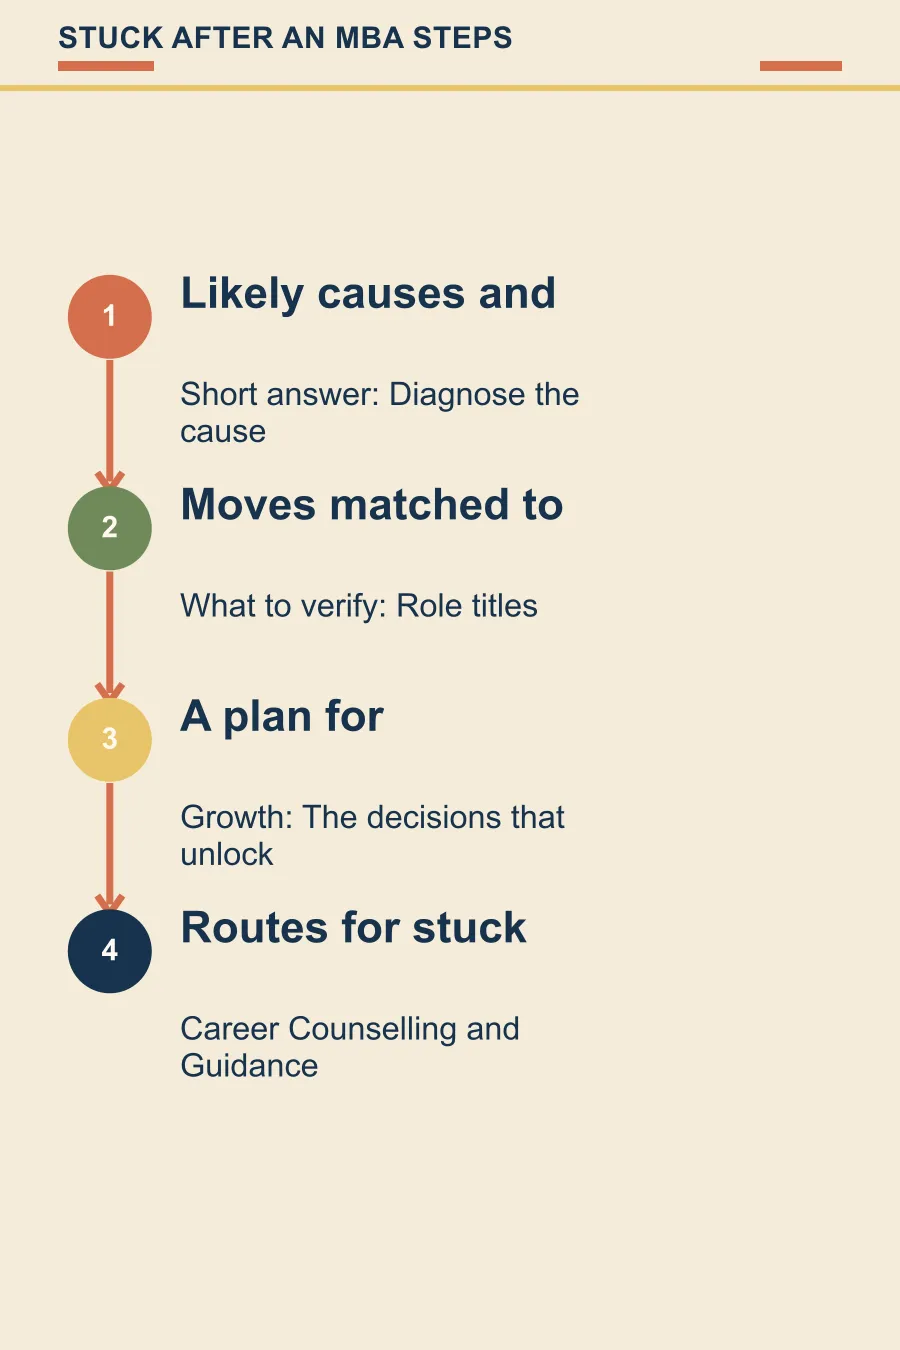 STUCK AFTER AN MBA STEPS
1
Likely causes and
Short answer: Diagnose the
cause
2
Moves matched to
What to verify: Role titles
3
A plan for
Growth: The decisions that
unlock
4
Routes for stuck
Career Counselling and
Guidance